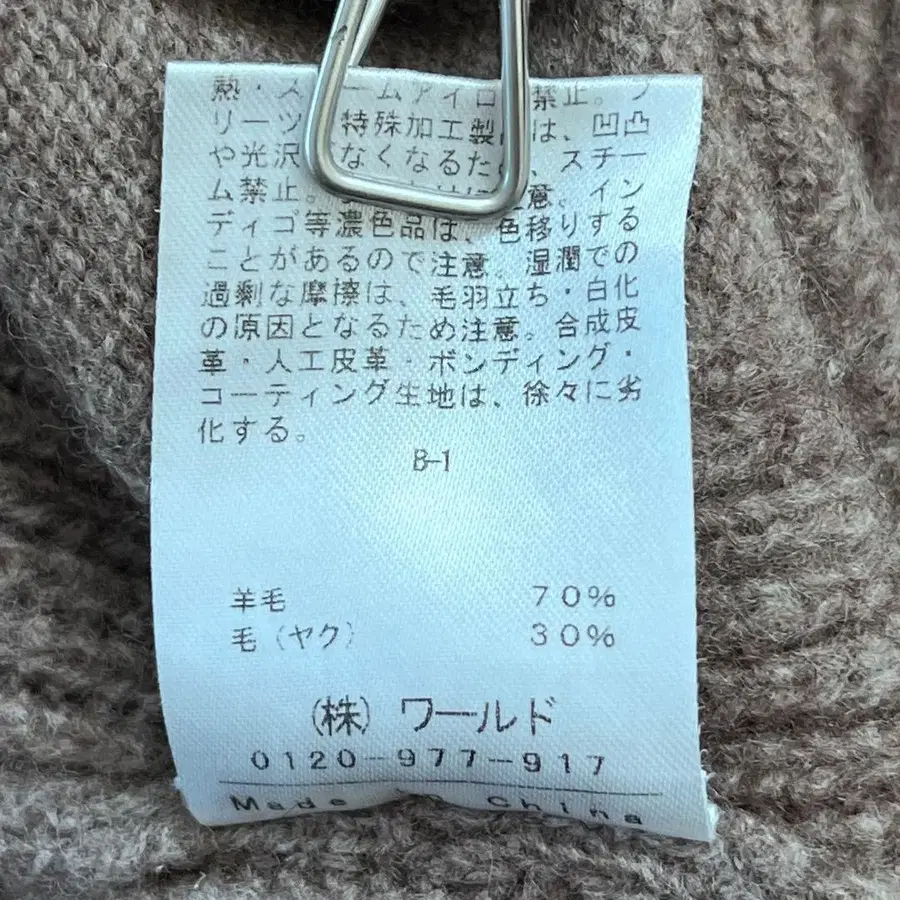 熱・ス ームアイロ 禁止。プ
リーツ 特殊加工製 は、凹凸
や光沢 なくなるた 、スチー
ム禁止。 意。イン
ディゴ等濃色品は、色移りする
ことがあるので注意。湿潤での
過剰な摩擦は、毛羽立ち・白化
の原因となるため注意。合成皮
革・人工皮革・ボンディング・
コーティング生地は、徐々に劣
化する。
B-1
羊毛 70%
毛(ヤク) 30%
(株)ワールド
0120-977-917
Made in China